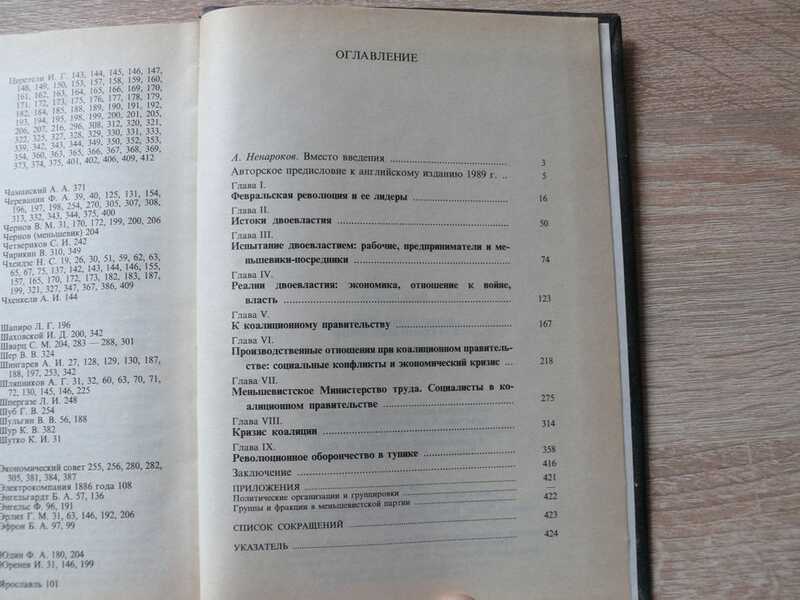 Церетели И. Г. 143, 144, 145, 146, 147,
148, 149, 150, 153, 157, 158, 159, 160,
161, 162, 163, 164, 165, 168, 169, 170,
171, 172, 173, 175, 176, 177, 178, 179,
182, 184, 185, 188, 189, 190, 191, 192,
193, 194, 195, 198, 199, 200, 201, 205,
206, 207, 206, 296, 308, 312, 320, 321,
322, 325, 327, 328, 329, 330, 331, 333,
339, 342, 343, 344, 349, 350, 352, 353,
354, 360, 363, 365, 366, 367, 368, 369,
373, 374, 375, 401, 402, 406, 409, 412
Чаманский А. А. 371
Череванин Ф. А. 39, 40, 125, 131, 154,
196, 197, 198, 254, 270, 305, 307, 308,
313, 332, 343, 344, 375, 400
Чернов В. М. 31, 170, 172, 199, 200, 206
Чернов (меньшевик) 204
Четвериков С. И. 242
Чирикин В. 310, 349
Чхеидзе Н. С. 19, 26, 30, 51, 59, 62, 63,
65, 67, 75, 137, 142, 143, 144, 146, 155,
157, 165, 170, 172, 173, 182, 183, 187,
199, 321, 327, 347, 367, 386, 409
Чхенкели А. И. 144
Шапиро Л. Г. 196
Шаховской И. Д. 200, 342
Шварц С. М. 204, 283 — 288, 301
Шер В. В. 324
Шингарев А. И. 27, 128, 129, 130, 187,
188, 197, 253, 342
Шляпников А. Г. 31, 32, 60, 63, 70, 71,
72, 130, 145, 146, 225
Шпергазе Л. И. 248
Шуб Г. В. 254
Шульгин В. В. 56, 188
Шур К. В. 382
Шутко К. И. 31
Экономический совет 255, 256, 280, 282,
305, 381, 384, 387
Электрокомпания 1886 года 108
Энгельгардт Б. А. 57, 136
Энгельс Ф. 96, 191
Эрлих Г. М. 31, 63, 146, 192, 206
Эфрон Б. А. 97, 99
Юдин Ф. А. 180, 204
Юренев И. 31, 146, 199
Ярославль 101
ОГЛАВЛЕНИЕ
А. Ненароков. Вместо введения 3
Авторское предисловие к английскому изданию 1989 г. 5
Глава I.
Февральская революция и ее лидеры 16
Глава II.
Истоки двоевластия 50
Глава III.
Испытание двоевластием: рабочие, предприниматели и ме-
ньшевики-посредники 74
Глава IV.
Реалии двоевластия: экономика, отношение к войне,
власть 123
Глава V.
К коалиционному правительству 167
Глава VI.
Производственные отношения при коалиционном правитель-
стве: социальные конфликты и экономический кризис 218
Глава VII.
Меньшевистское Министерство труда. Социалисты в ко-
алиционном правительстве 275
Глава VIII.
Кризис коалиции 314
Глава IX.
Революционное оборончество в тупике 358
Заключение 416
ПРИЛОЖЕНИЯ 421
Политические организации и группировки —
Группы и фракции в меньшевистской партии 422
СПИСОК СОКРАЩЕНИЙ 423
УКАЗАТЕЛЬ 424